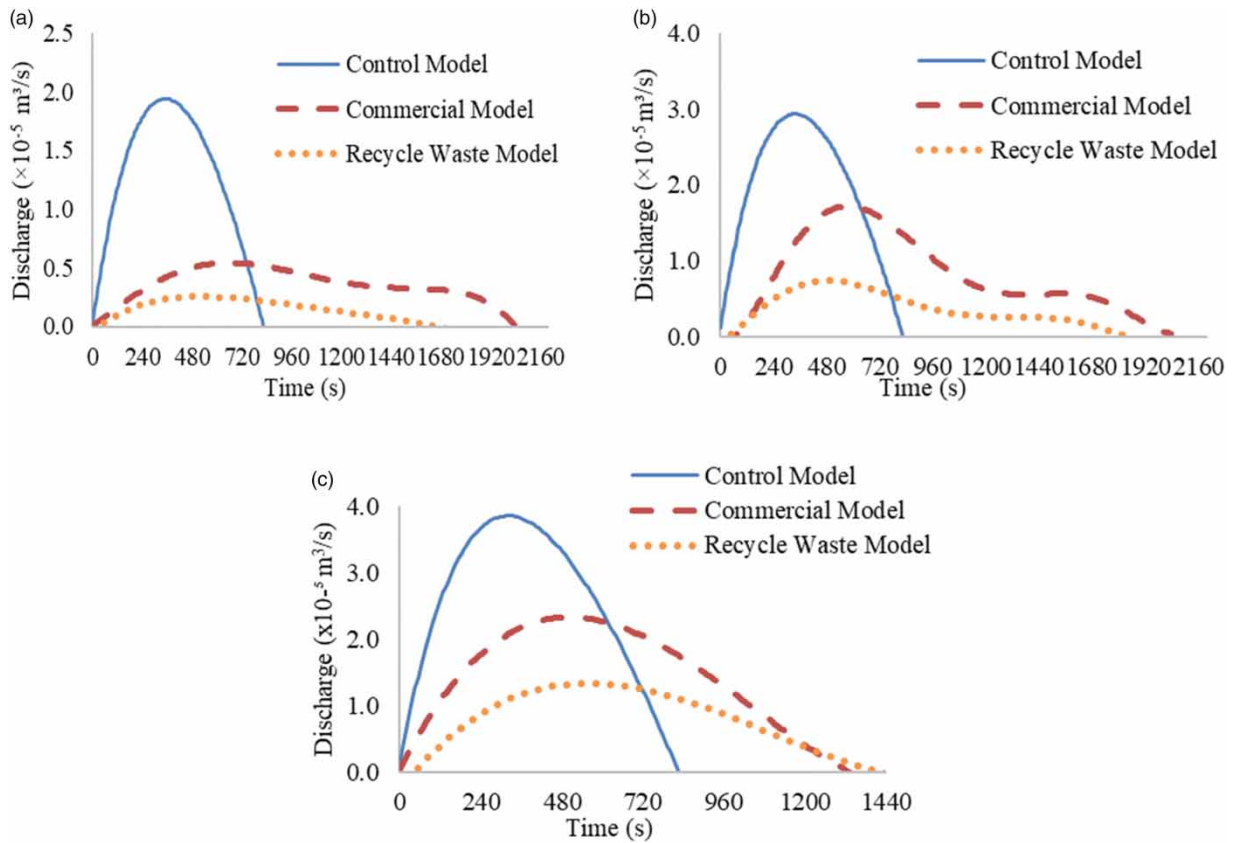 (a)
2.5
2.0
1.5
1.0
0.5
0.0
Discharge (×10⁻⁵ m³/s)
Control Model
Commercial Model
Recycle Waste Model
0 240 480 720 960 1200 1440 1680 1920 2160
Time (s)
(b)
4.0
3.0
2.0
1.0
0.0
Discharge (×10⁻⁵ m³/s)
Control Model
Commercial Model
Recycle Waste Model
0 240 480 720 960 1200 1440 1680 1920 2160
Time (s)
(c)
4.0
3.0
2.0
1.0
0.0
Discharge (x10-⁵ m³/s)
Control Model
Commercial Model
Recycle Waste Model
0 240 480 720 960 1200 1440
Time (s)